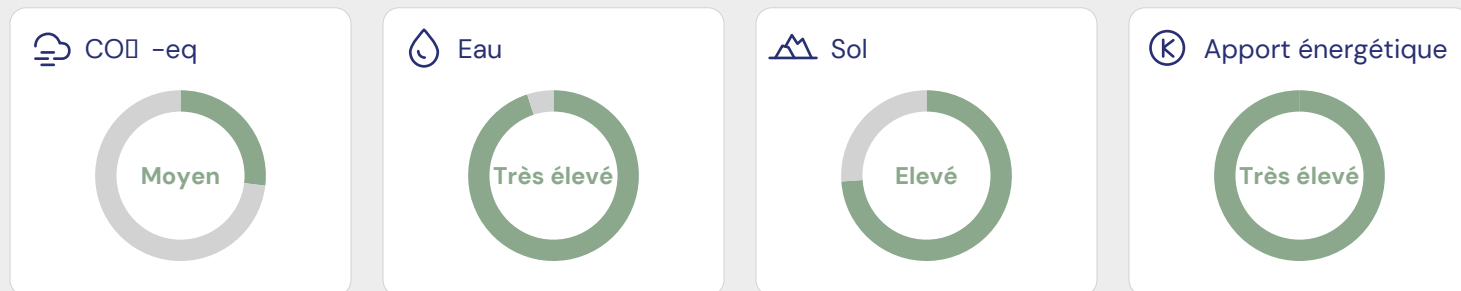 CO▯ -eq
Moyen
Eau
Très élevé
Sol
Elevé
Apport énergétique
Très élevé